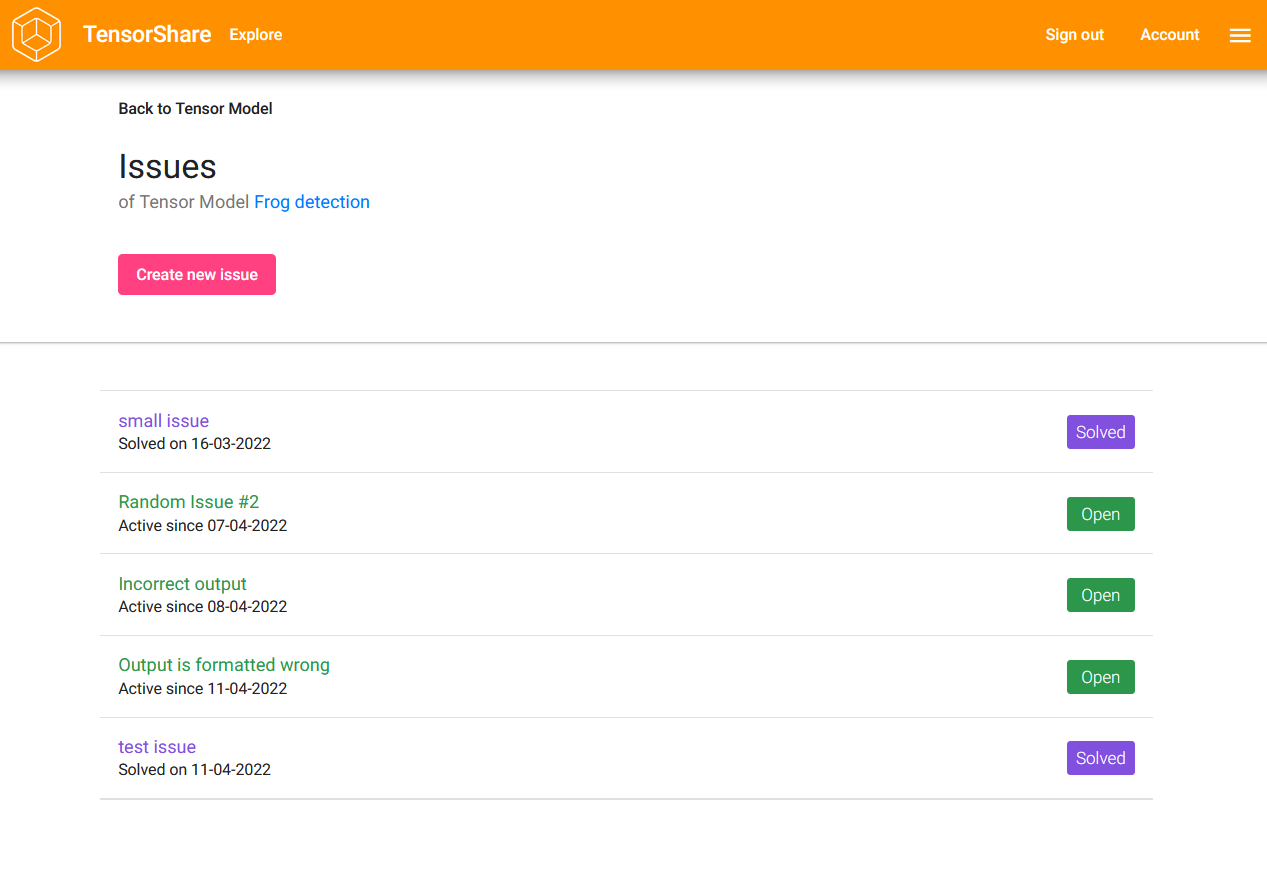 TensorShare Explore Sign out Account
Back to Tensor Model
Issues
of Tensor Model Frog detection
Create new issue
small issue
Solved on 16-03-2022
Solved
Random Issue #2
Active since 07-04-2022
Open
Incorrect output
Active since 08-04-2022
Open
Output is formatted wrong
Active since 11-04-2022
Open
test issue
Solved on 11-04-2022
Solved